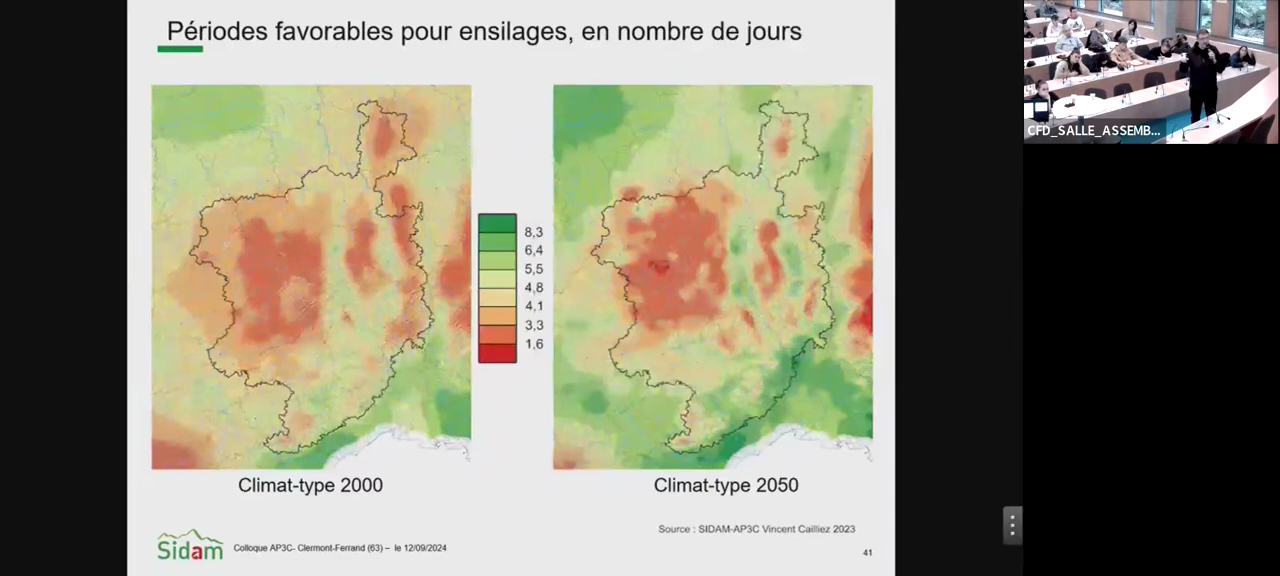 Périodes favorables pour ensilages, en nombre de jours
CFD_SALLE_ASSEMB...
8,3
6,4
5,5
4,8
4,1
3,3
1,6
Climat-type 2000
Climat-type 2050
Source : SIDAM-AP3C Vincent Cailliez 2023
Sidam
Colloque AP3C- Clermont-Ferrand (63) – le 12/09/2024
41